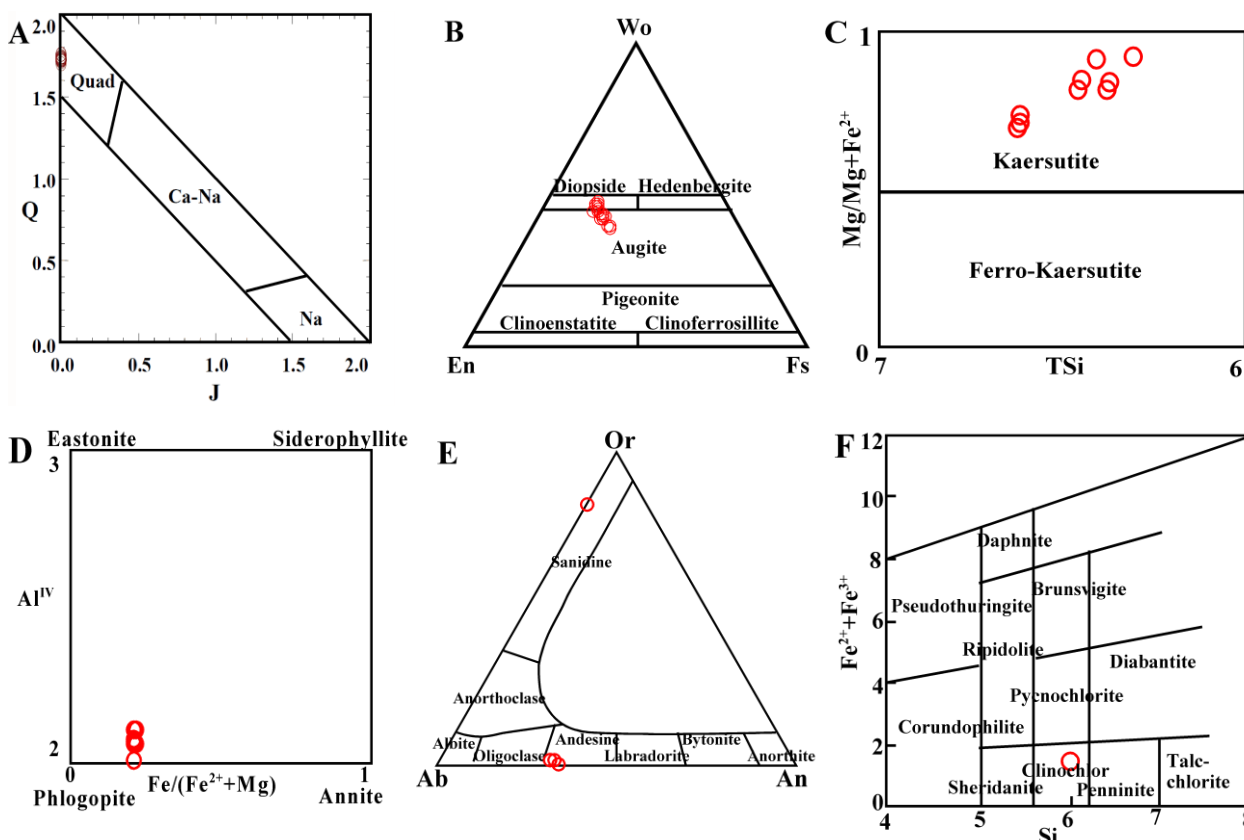 A
2.0
1.5
1.0
Q
0.5
0.0
Quad
Ca-Na
Na
0.0 0.5 1.0 1.5 2.0
J
B
Wo
Diopside Hedenbergite
Augite
Pigeonite
Clinoenstatite Clinoferrosillite
En Fs
C
1
Mg/Mg+Fe²⁺
Kaersutite
Ferro-Kaersutite
0
7 TSi 6
D
Eastonite Siderophyllite
3
Al^IV
2
0 Fe/(Fe²⁺+Mg) 1
Phlogopite Annite
E
Or
Sanidine
Anorthoclase
Albite Oligoclase Andesine Labradorite Bytonite Anorthite
Ab An
F
12
10
8
6
4
2
0
Fe²⁺+Fe³⁺
Daphnite
Brunsvigite
Pseudothuringite
Ripidolite
Diabantite
Pycnochlorite
Corundophilite
Clinochlor
Sheridanite
Penninite
Talc-
chlorite
4 5 6 7 8
Si